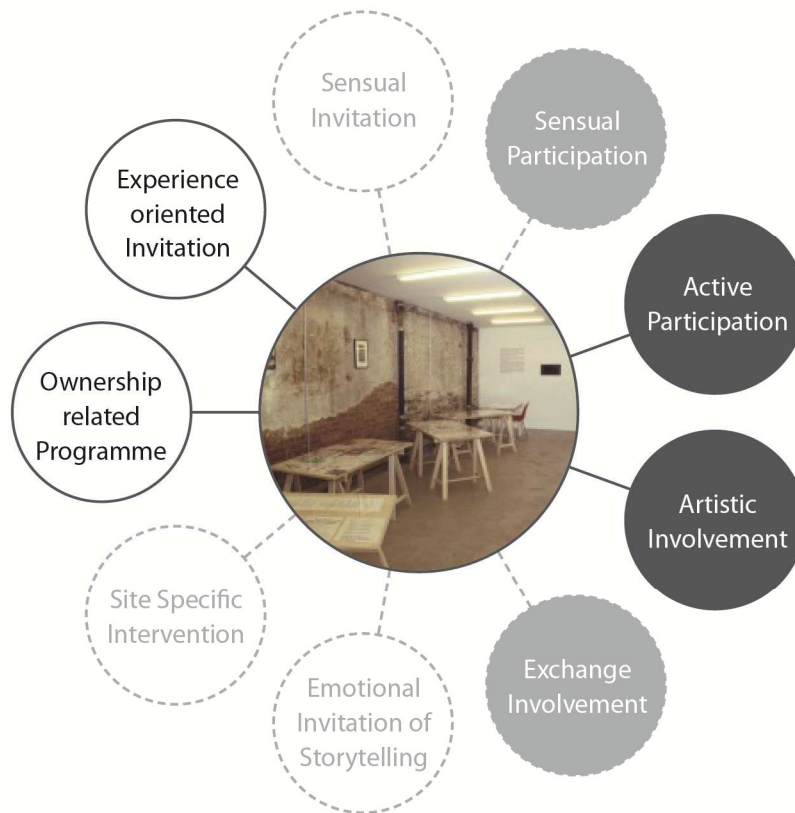 Sensual
Invitation
Sensual
Participation
Experience
oriented
Invitation
Active
Participation
Ownership
related
Programme
Artistic
Involvement
Site Specific
Intervention
Emotional
Invitation of
Storytelling
Exchange
Involvement